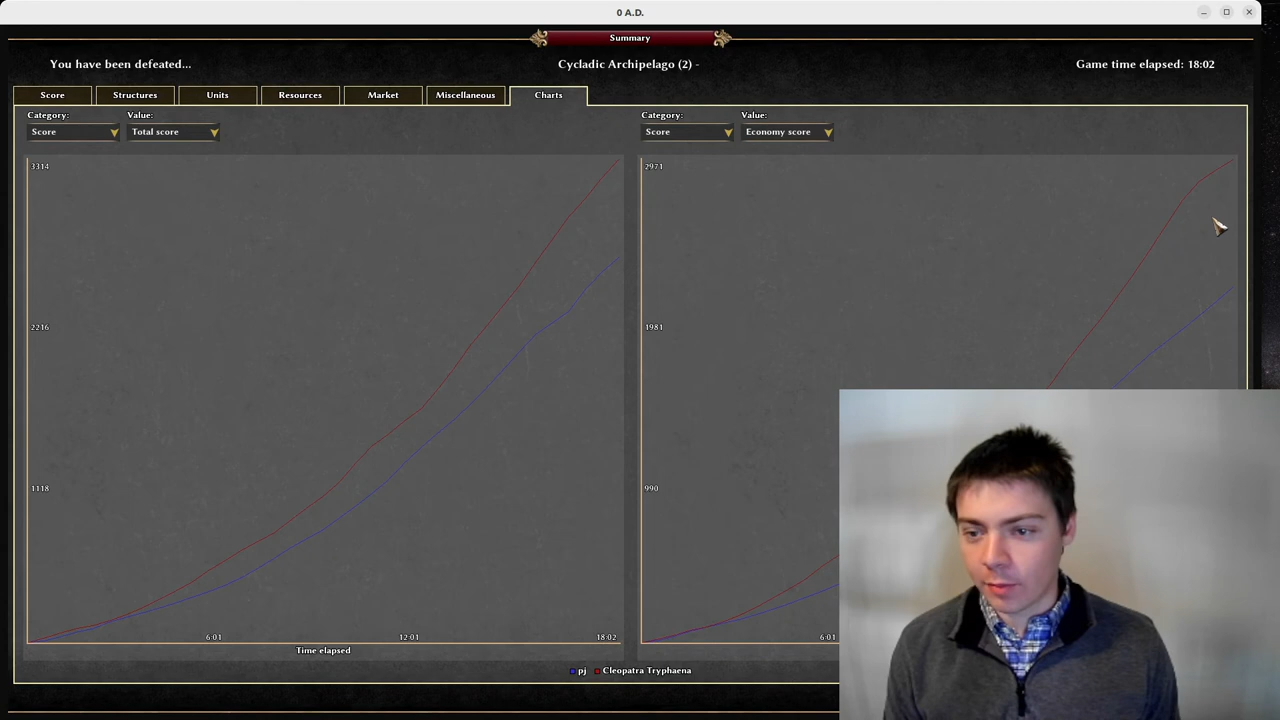 0 A.D.
Summary
You have been defeated...
Cycladic Archipelago (2) -
Game time elapsed: 18:02
Score
Structures
Units
Resources
Market
Miscellaneous
Charts
Category:
Value:
Score
Total score
Category:
Value:
Score
Economy score
3314
2216
1118
6:01
12:01
18:02
Time elapsed
2971
1981
990
6:01
pj
Cleopatra Tryphaena